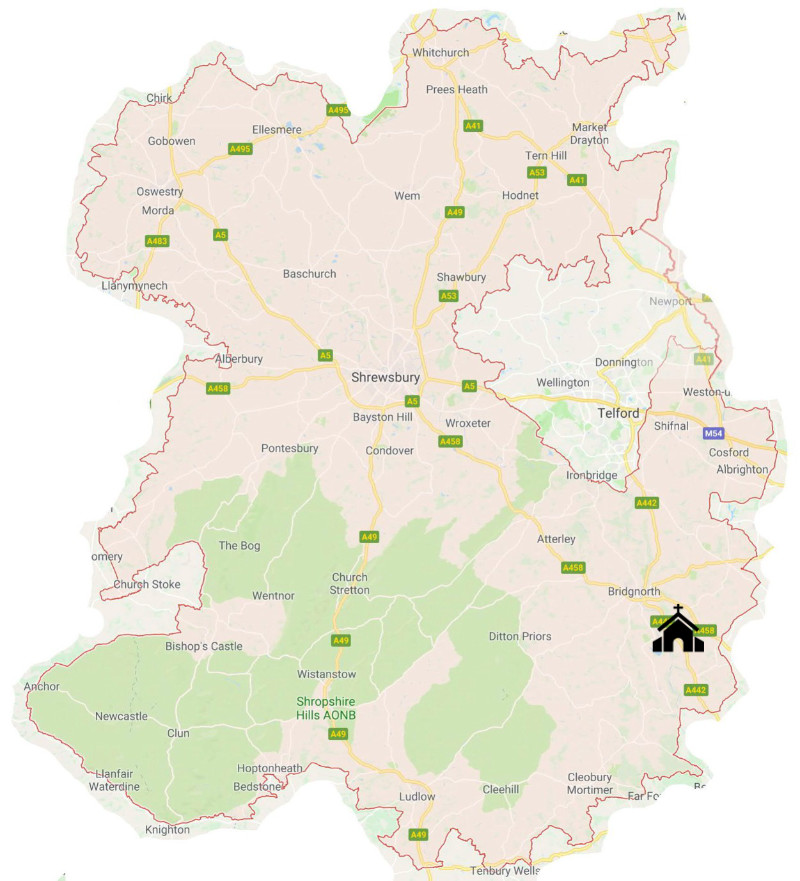 M
Whitchurch
Prees Heath
Chirk
A495
Ellesmere
A41
Market
Drayton
Gobowen
A495
Tern Hill
A53
A41
Oswestry
Wem
Hodnet
Morda
A49
A5
A483
Baschurch
Shawbury
Llanymynech
A53
Newport
Alberbury
A5
Donnington
A41
Shrewsbury
Wellington
A458
A5
Weston-u
A5
Telford
Bayston Hill
Wroxeter
Shifnal
M54
A458
Pontesbury
Condover
Cosford
Albrighton
Ironbridge
A442
A49
Atterley
The Bog
omery
A458
Church Stoke
Church
Stretton
Wentnor
Bridgnorth
A458
Ditton Priors
A49
Bishop's Castle
Wistanstow
Anchor
A442
Shropshire
Hills AONB
Newcastle
Clun
A49
Hoptonheath
Llanfair
Waterdine
Bedstone
Cleobury
Mortimer
Cleehill
Ludlow
Far Fo
Knighton
A49
Tenbury Wells